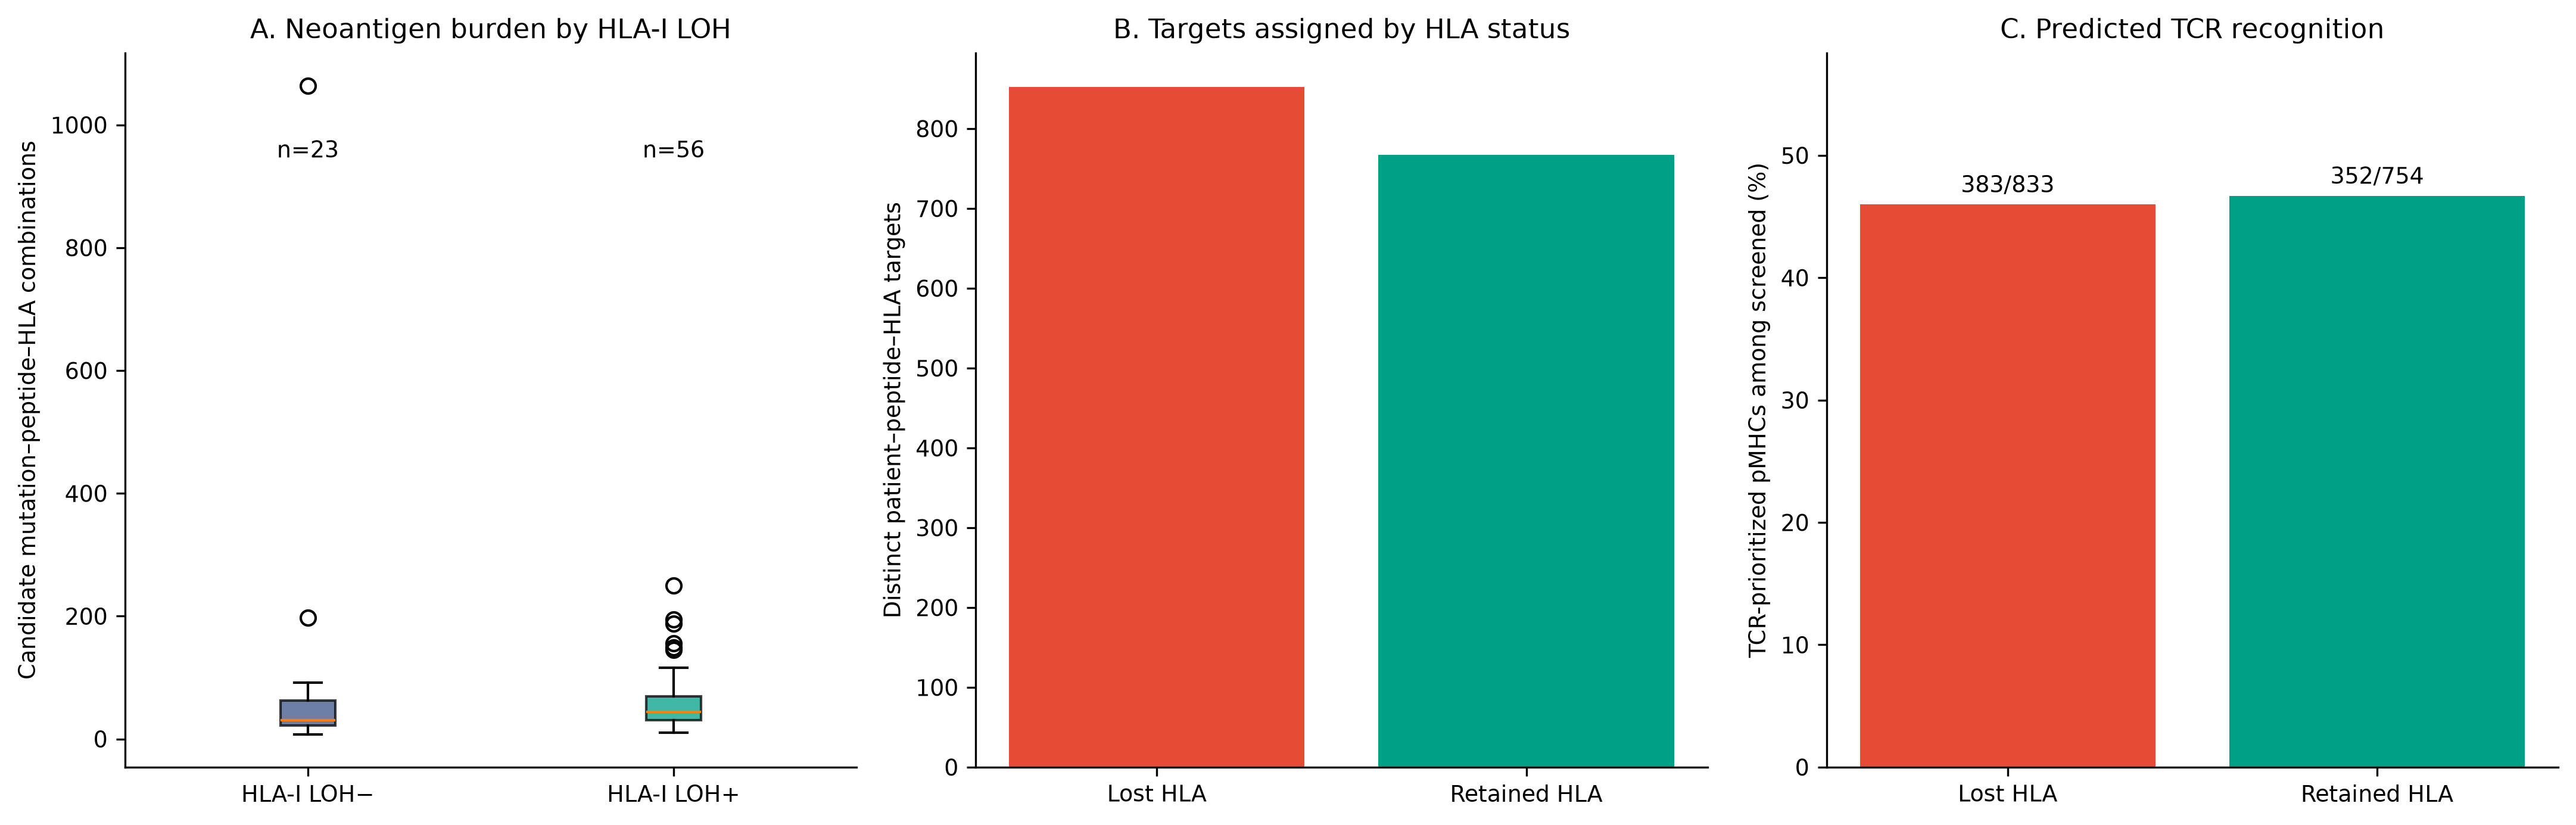 A. Neoantigen burden by HLA-I LOH
Candidate mutation–peptide–HLA combinations
1000
800
600
400
200
0
n=23
n=56
HLA-I LOH−
HLA-I LOH+
B. Targets assigned by HLA status
Distinct patient–peptide–HLA targets
800
700
600
500
400
300
200
100
0
Lost HLA
Retained HLA
C. Predicted TCR recognition
TCR-prioritized pMHCs among screened (%)
50
40
30
20
10
0
383/833
352/754
Lost HLA
Retained HLA